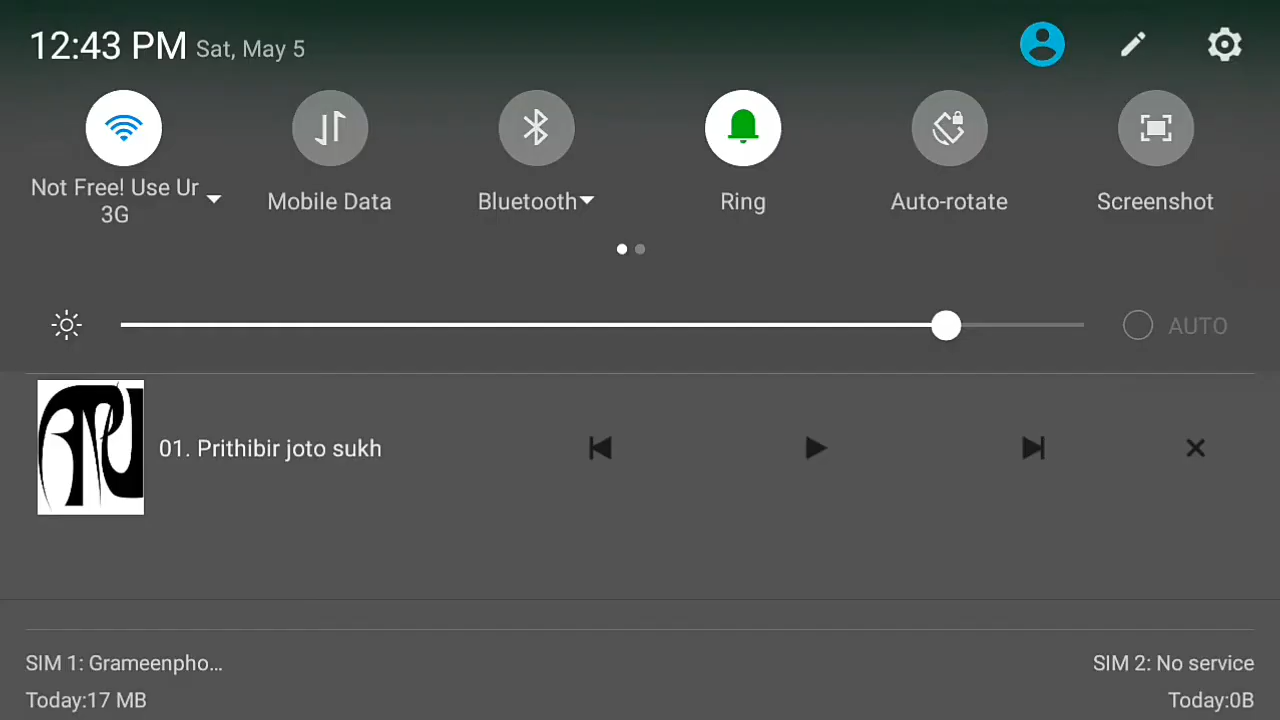 12:43 PM Sat, May 5
Not Free! Use Ur
3G
Mobile Data
Bluetooth
Ring
Auto-rotate
Screenshot
AUTO
01. Prithibir joto sukh
SIM 1: Grameenpho...
SIM 2: No service
Today:17 MB
Today:0B